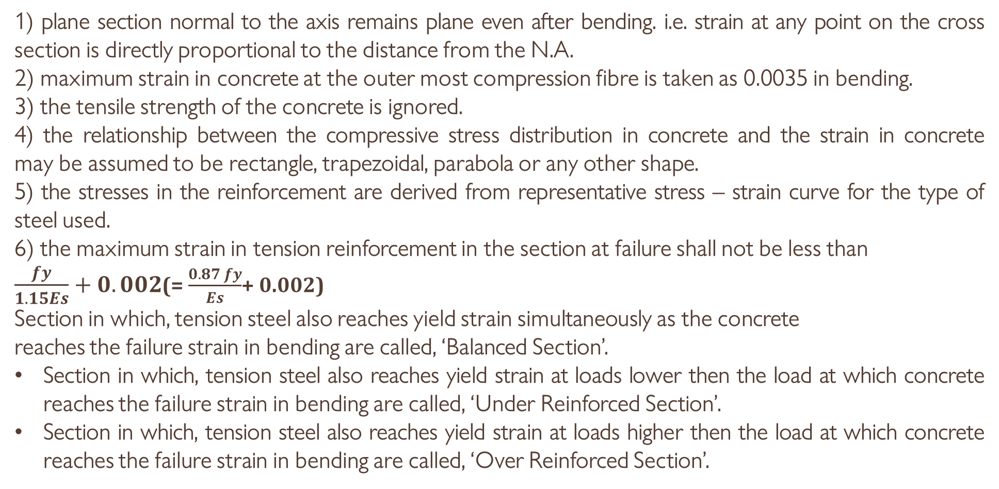 1) plane section normal to the axis remains plane even after bending. i.e. strain at any point on the cross
section is directly proportional to the distance from the N.A.
2) maximum strain in concrete at the outer most compression fibre is taken as 0.0035 in bending.
3) the tensile strength of the concrete is ignored.
4) the relationship between the compressive stress distribution in concrete and the strain in concrete
may be assumed to be rectangle, trapezoidal, parabola or any other shape.
5) the stresses in the reinforcement are derived from representative stress – strain curve for the type of
steel used.
6) the maximum strain in tension reinforcement in the section at failure shall not be less than
fy/1.15Es + 0.002(= 0.87 fy/Es + 0.002)
Section in which, tension steel also reaches yield strain simultaneously as the concrete
reaches the failure strain in bending are called, ‘Balanced Section’.
• Section in which, tension steel also reaches yield strain at loads lower then the load at which concrete
reaches the failure strain in bending are called, ‘Under Reinforced Section’.
• Section in which, tension steel also reaches yield strain at loads higher then the load at which concrete
reaches the failure strain in bending are called, ‘Over Reinforced Section’.